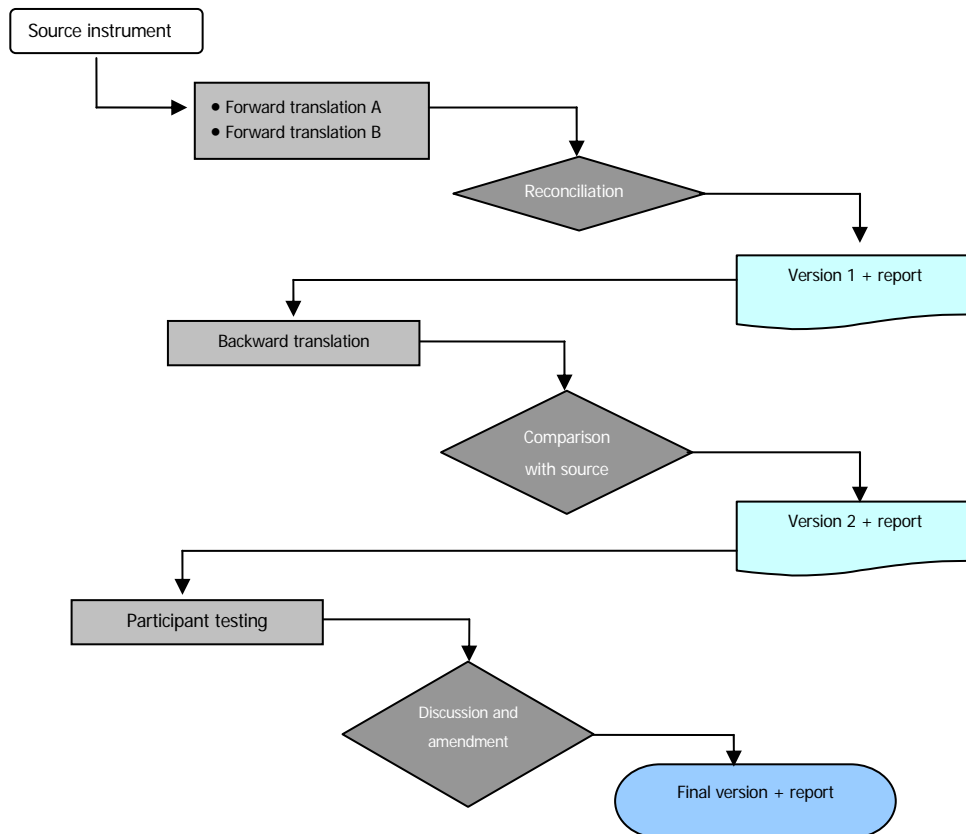 Source instrument
• Forward translation A
• Forward translation B
Reconciliation
Version 1 + report
Backward translation
Comparison
with source
Version 2 + report
Participant testing
Discussion and
amendment
Final version + report